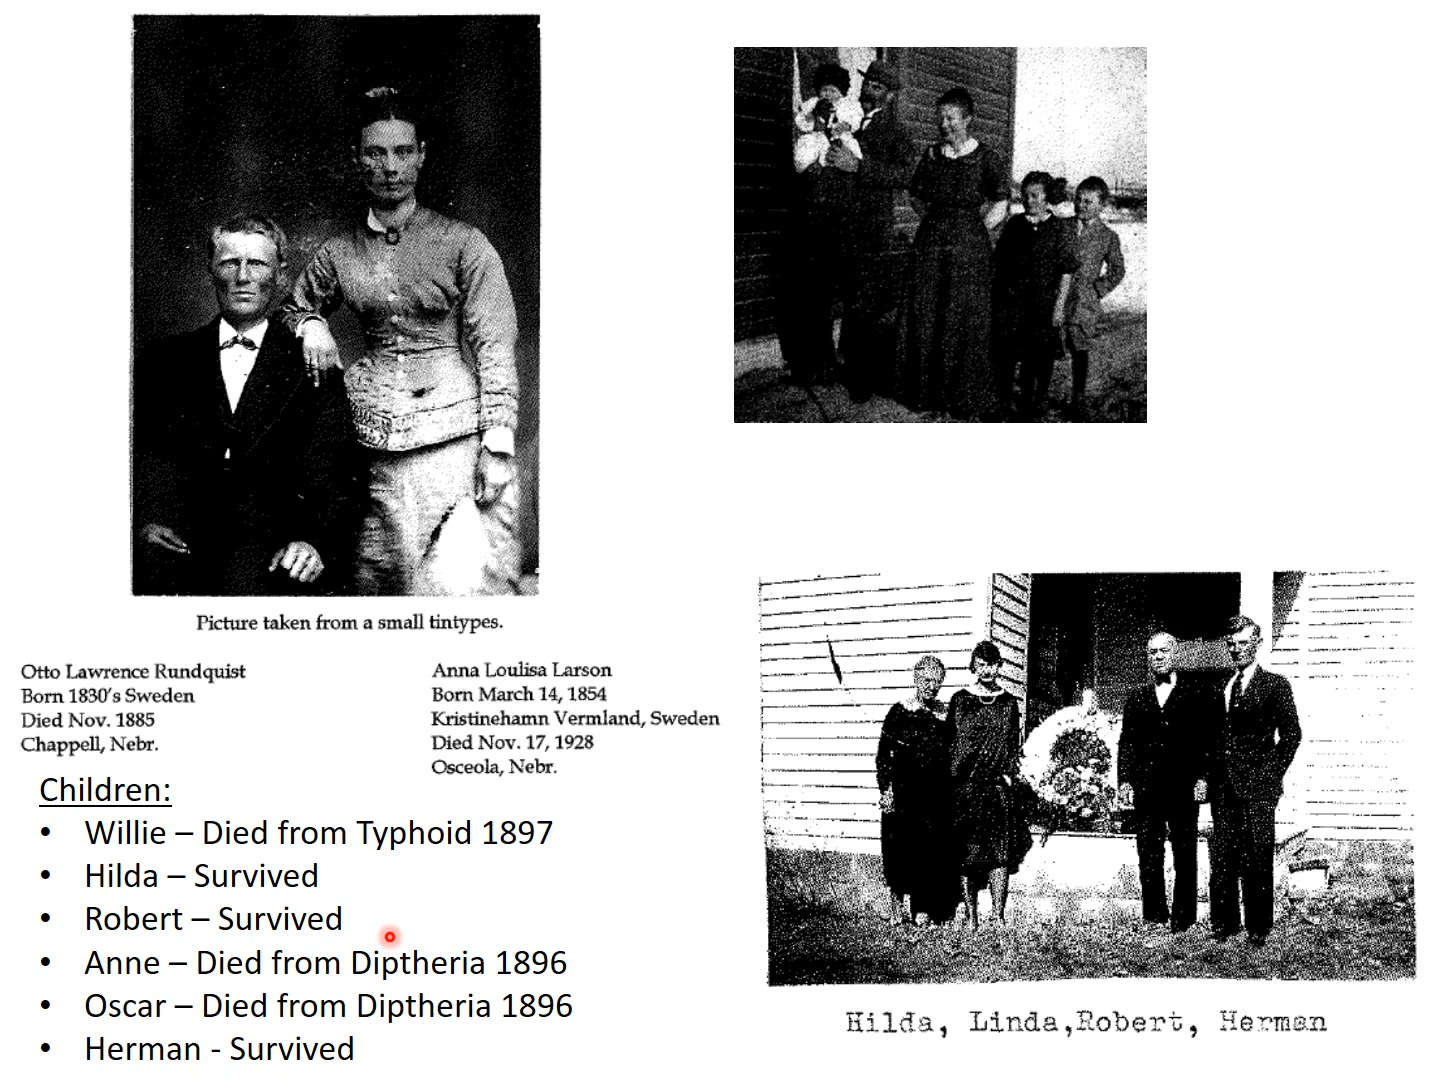 Picture taken from a small tintypes.
Otto Lawrence Rundquist
Born 1830's Sweden
Died Nov. 1885
Chappell, Nebr.
Anna Loulisa Larson
Born March 14, 1854
Kristinehamn Vermland, Sweden
Died Nov. 17, 1928
Osceola, Nebr.
Children:
• Willie – Died from Typhoid 1897
• Hilda – Survived
• Robert – Survived
• Anne – Died from Diptheria 1896
• Oscar – Died from Diptheria 1896
• Herman - Survived
Hilda, Linda,Robert, Herman